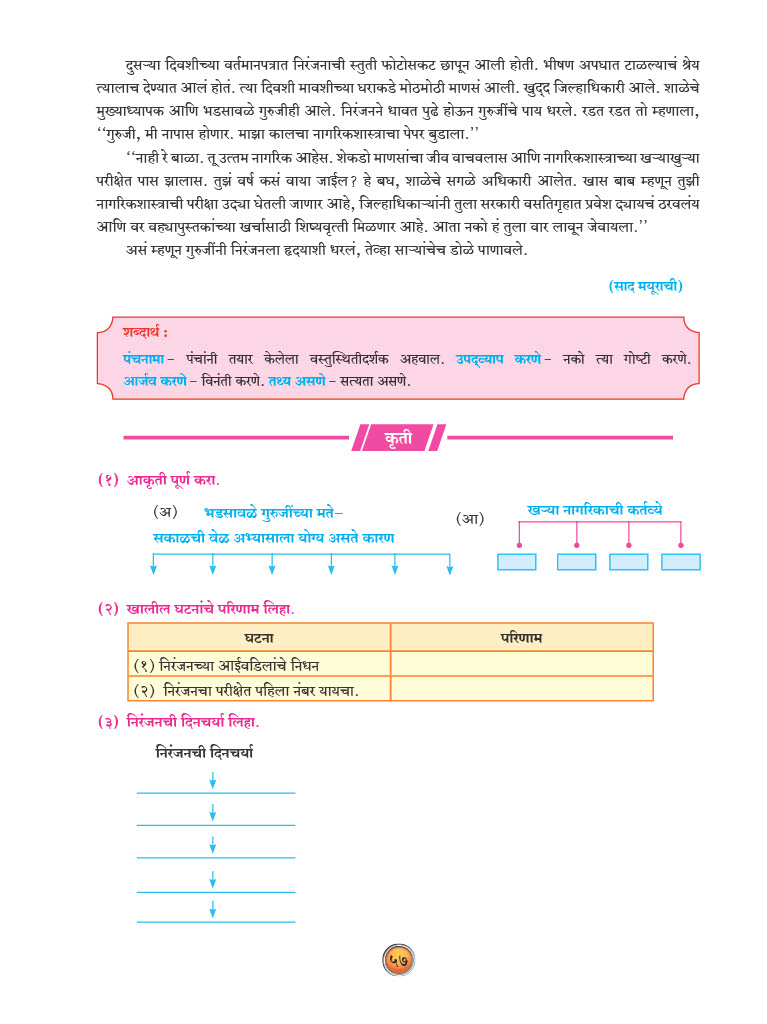 दुसऱ्या दिवशीच्या वर्तमानपत्रात निरंजनाची स्तुती फोटोसकट छापून आली होती. भीषण अपघात टाळल्याचं श्रेय
त्यालाच देण्यात आलं होतं. त्या दिवशी मावशीच्या घराकडे मोठमोठी माणसं आली. खुद्द जिल्हाधिकारी आले. शाळेचे
मुख्याध्यापक आणि भडसावळे गुरुजीही आले. निरंजनने धावत पुढे होऊन गुरुजींचे पाय धरले. रडत रडत तो म्हणाला,
‘‘गुरुजी, मी नापास होणार. माझा कालचा नागरिकशास्त्राचा पेपर बुडाला.’’
‘‘नाही रे बाळा. तू उत्तम नागरिक आहेस. शेकडो माणसांचा जीव वाचवलास आणि नागरिकशास्त्राच्या खऱ्याखुऱ्या
परीक्षेत पास झालास. तुझं वर्ष कसं वाया जाईल? हे बघ, शाळेचे सगळे अधिकारी आलेत. खास बाब म्हणून तुझी
नागरिकशास्त्राची परीक्षा उद्या घेतली जाणार आहे, जिल्हाधिकाऱ्यांनी तुला सरकारी वसतिगृहात प्रवेश द्यायचं ठरवलंय
आणि वर वह्यापुस्तकांच्या खर्चासाठी शिष्यवृत्ती मिळणार आहे. आता नको हं तुला वार लावून जेवायला.’’
असं म्हणून गुरुजींनी निरंजनला हृदयाशी धरलं, तेव्हा साऱ्यांचेच डोळे पाणावले.
(साद मयूराची)
शब्दार्थ :
पंचनामा – पंचांनी तयार केलेला वस्तुस्थितीदर्शक अहवाल. उपद्व्याप करणे – नको त्या गोष्टी करणे.
आर्जव करणे – विनंती करणे. तथ्य असणे – सत्यता असणे.
कृती
(१) आकृती पूर्ण करा.
(अ) भडसावळे गुरुजींच्या मते–
सकाळची वेळ अभ्यासाला योग्य असते कारण
(आ) खऱ्या नागरिकाची कर्तव्ये
(२) खालील घटनांचे परिणाम लिहा.
घटना परिणाम
(१) निरंजनच्या आईवडिलांचे निधन
(२) निरंजनचा परीक्षेत पहिला नंबर यायचा.
(३) निरंजनची दिनचर्या लिहा.
निरंजनची दिनचर्या
५७